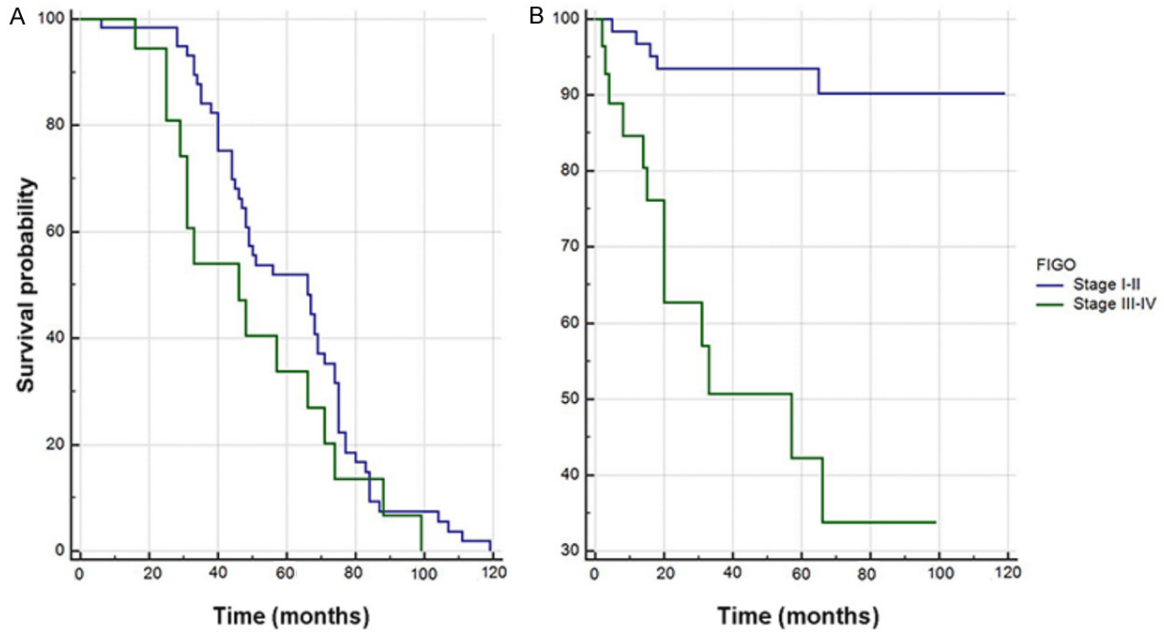 A
Survival probability
100
80
60
40
20
0
0 20 40 60 80 100 120
Time (months)
B
100
90
80
70
60
50
40
30
0 20 40 60 80 100 120
Time (months)
FIGO
Stage I-II
Stage III-IV